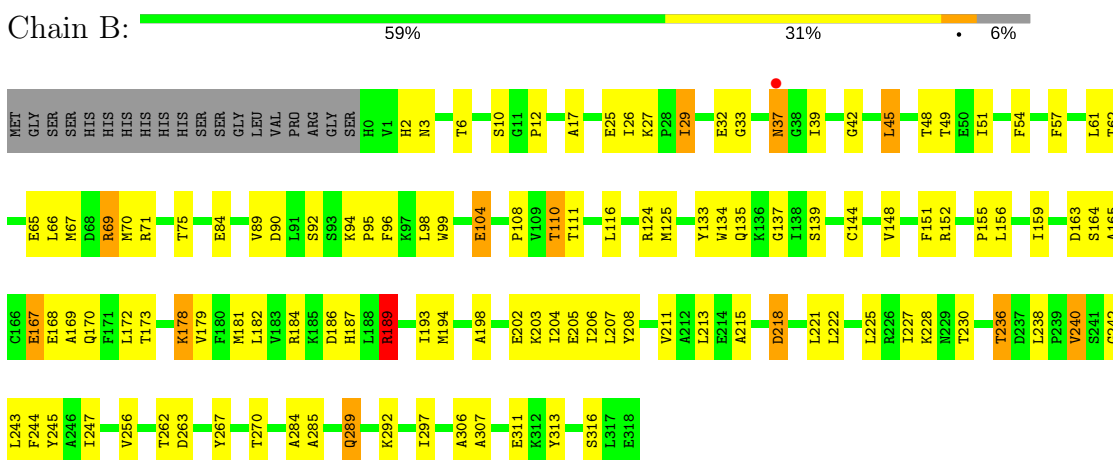 Chain B:
59% 31% • 6%
MET GLY SER SER HIS HIS HIS HIS HIS HIS SER SER GLY LEU VAL PRO ARG GLY SER H0 V1 H2 N3 T6 S10 G11 P12 A17 E25 I26 K27 P28 I29 E32 G33 N37 G38 I39 G42 L45 T48 T49 E50 I51 F54 F57 L61 T62
E65 L66 M67 D68 R69 M70 R71 T75 E84 V89 D90 L91 S92 S93 K94 P95 F96 K97 L98 W99 E104 P108 V109 T110 T111 L116 R124 M125 Y133 W134 Q135 K136 G137 I138 S139 C144 V148 F151 R152 P155 L156 I159 D163 S164 A165
C166 E167 E168 A169 Q170 F171 L172 T173 K178 V179 F180 M181 L182 V183 R184 K185 D186 H187 L188 R189 I193 M194 A198 E202 K203 I204 E205 I206 L207 Y208 V211 A212 L213 E214 A215 D218 L221 L222 L225 R226 I227 K228 N229 T230 T236 D237 L238 P239 V240 S241 G242
L243 F244 Y245 A246 I247 V256 T262 D263 Y267 T270 A284 A285 Q289 K292 I297 A306 A307 E311 K312 Y313 S316 L317 E318